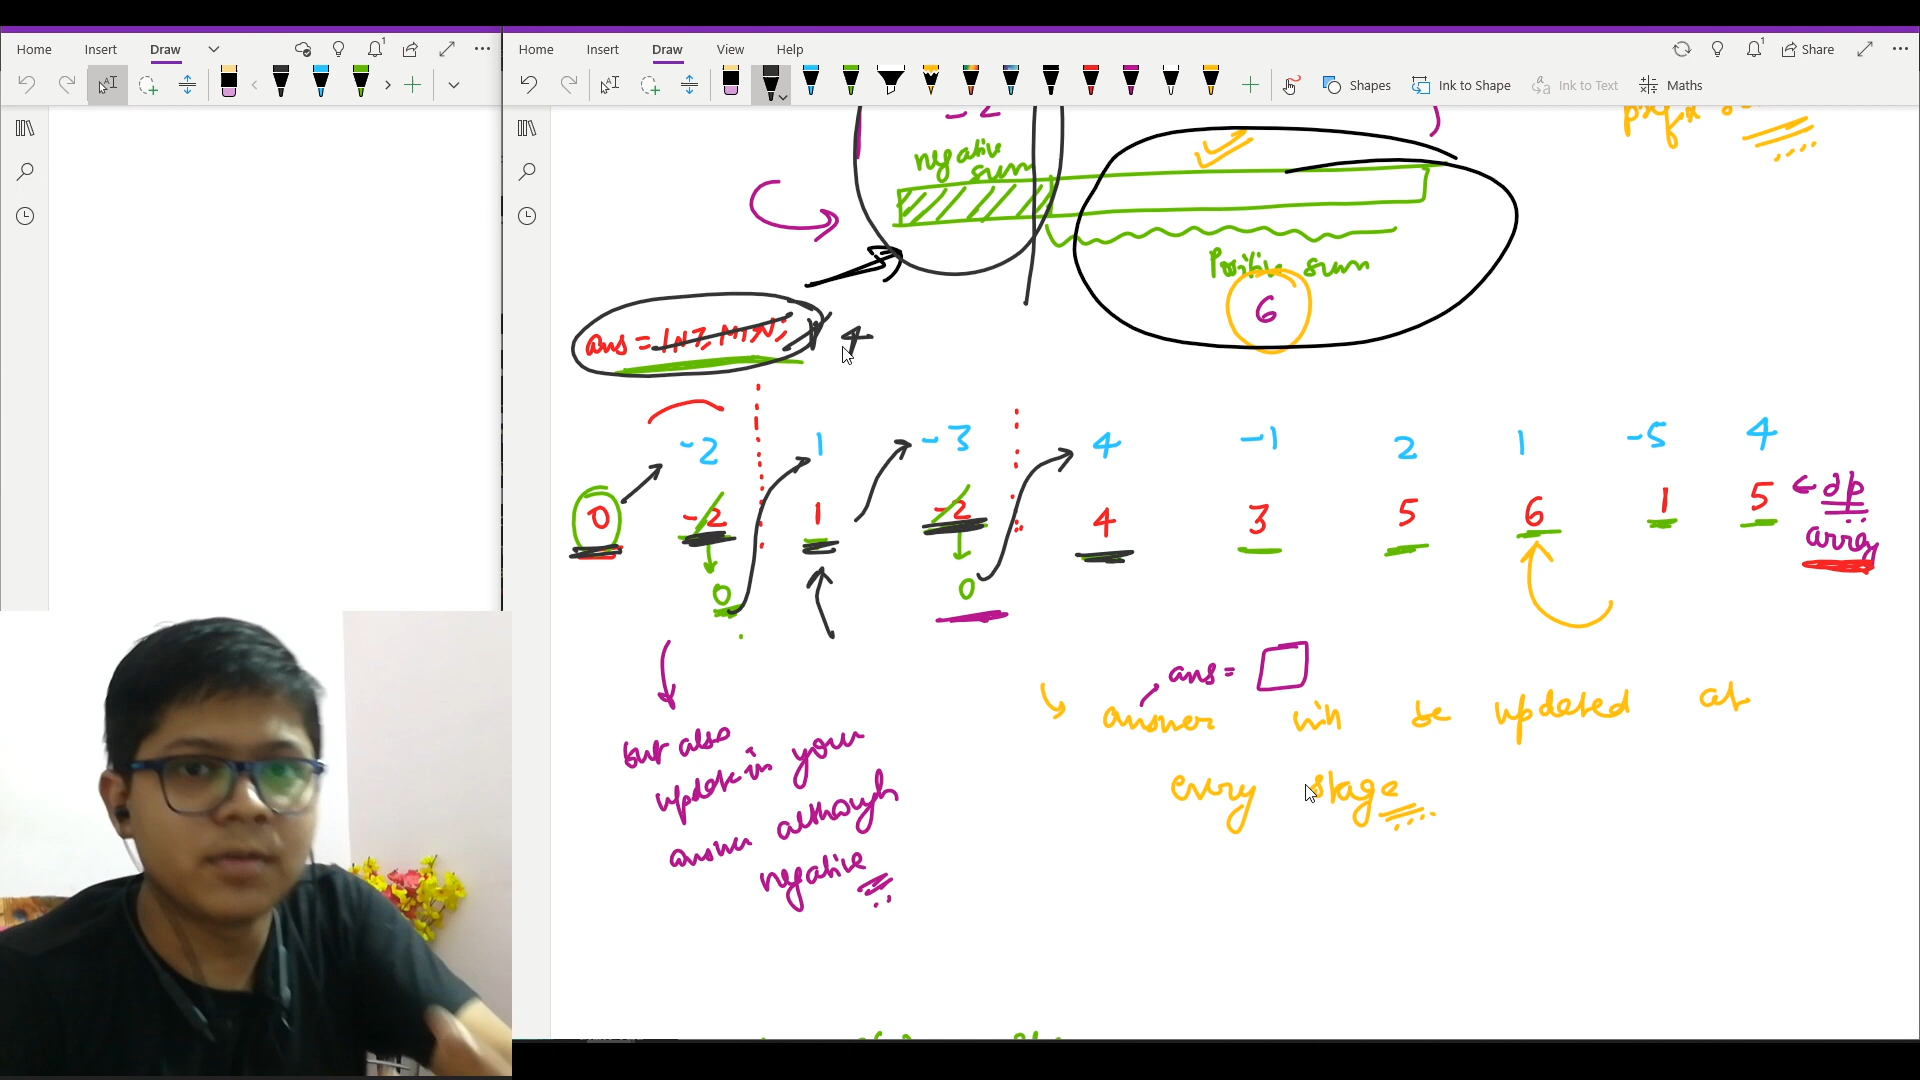 Home Insert Draw
Home Insert Draw View Help Share
Shapes Ink to Shape Ink to Text Maths
-2
negative
sum
Positive sum
6
ans = INT_MIN; 4
-2 1 -3 4 -1 2 1 -5 4
0 -2 1 -2 4 3 5 6 1 5 ← dp
array
0 0
ans =
answer will be updated at
every stage
but also
update in your
answer although
negative